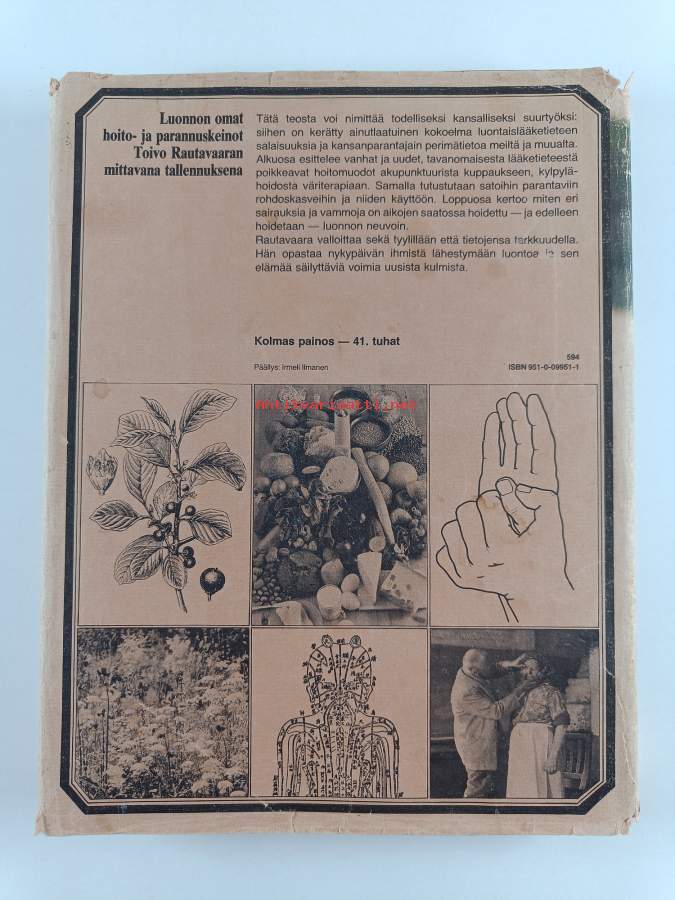 Luonnon omat
hoito- ja parannuskeinot
Toivo Rautavaaran
mittavana tallennuksena
Tätä teosta voi nimittää todelliseksi kansalliseksi suurtyöksi:
siihen on kerätty ainutlaatuinen kokoelma luontaislääketieteen
salaisuuksia ja kansanparantajain perimätietoa meiltä ja muualta.
Alkuosa esittelee vanhat ja uudet, tavanomaisesta lääketieteestä
poikkeavat hoitomuodot akupunktuurista kuppaukseen, kylpylä-
hoidosta väriterapiaan. Samalla tutustutaan satoihin parantaviin
rohdoskasveihin ja niiden käyttöön. Loppuosa kertoo miten eri
sairauksia ja vammoja on aikojen saatossa hoidettu — ja edelleen
hoidetaan — luonnon neuvoin.
Rautavaara valloittaa sekä tyylillään että tietojensa tarkkuudella.
Hän opastaa nykypäivän ihmistä lähestymään luontoa ja sen
elämää säilyttäviä voimia uusista kulmista.
Kolmas painos — 41. tuhat
594
Päällys: Irmeli Ilmanen
ISBN 951-0-09951-1
Antikvariaatti.net